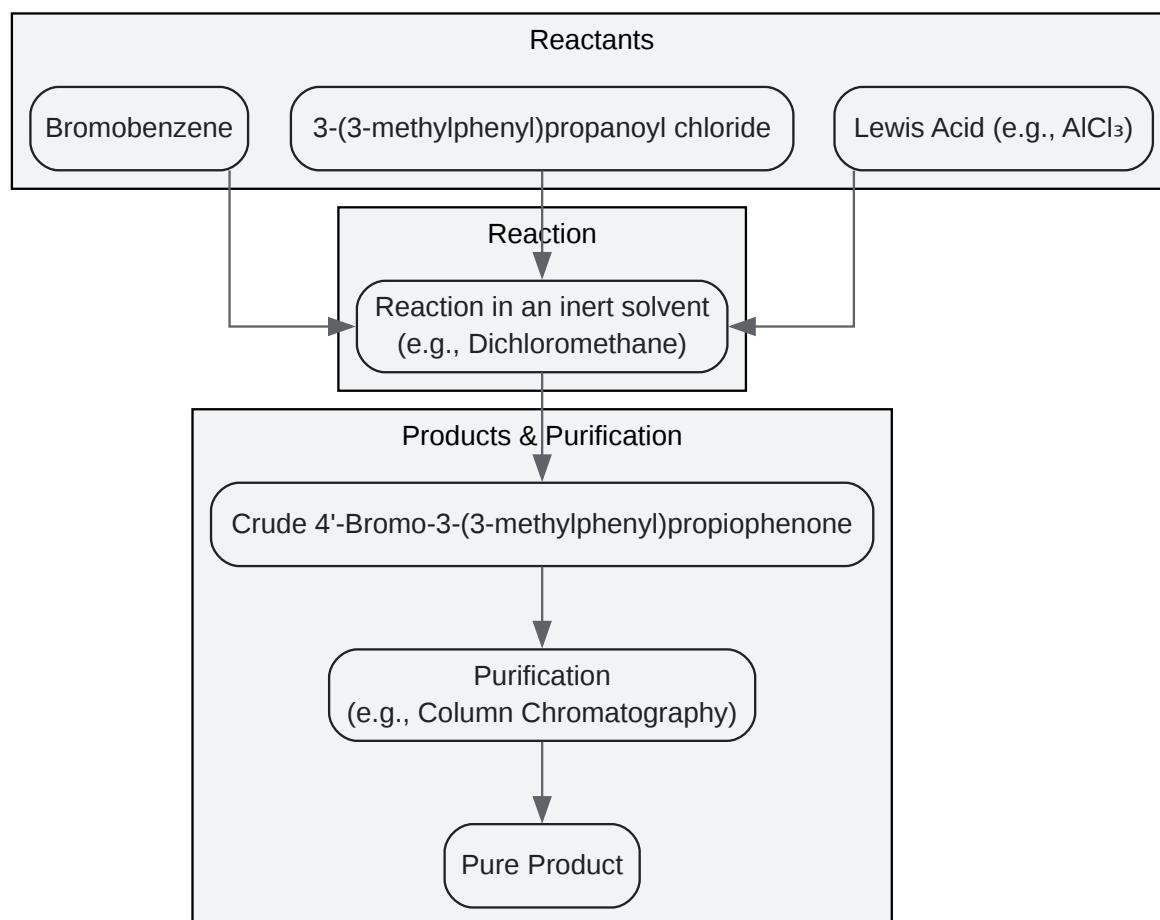 Reactants
Bromobenzene
3-(3-methylphenyl)propanoyl chloride
Lewis Acid (e.g., AlCl₃)
Reaction
Reaction in an inert solvent
(e.g., Dichloromethane)
Products & Purification
Crude 4'-Bromo-3-(3-methylphenyl)propiophenone
Purification
(e.g., Column Chromatography)
Pure Product